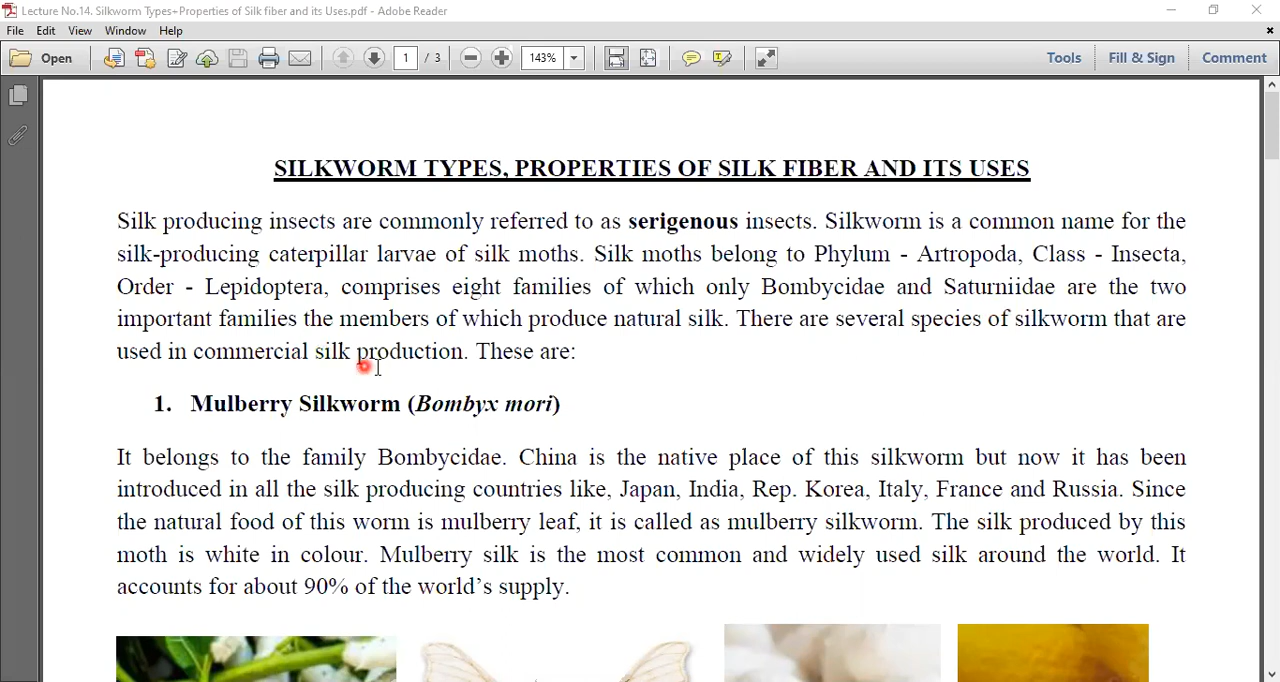 Lecture No.14. Silkworm Types+Properties of Silk fiber and its Uses.pdf - Adobe Reader
File Edit View Window Help
Open 1 / 3 143% Tools Fill & Sign Comment
SILKWORM TYPES, PROPERTIES OF SILK FIBER AND ITS USES
Silk producing insects are commonly referred to as serigenous insects. Silkworm is a common name for the
silk-producing caterpillar larvae of silk moths. Silk moths belong to Phylum - Artropoda, Class - Insecta,
Order - Lepidoptera, comprises eight families of which only Bombycidae and Saturniidae are the two
important families the members of which produce natural silk. There are several species of silkworm that are
used in commercial silk production. These are:
1. Mulberry Silkworm (Bombyx mori)
It belongs to the family Bombycidae. China is the native place of this silkworm but now it has been
introduced in all the silk producing countries like, Japan, India, Rep. Korea, Italy, France and Russia. Since
the natural food of this worm is mulberry leaf, it is called as mulberry silkworm. The silk produced by this
moth is white in colour. Mulberry silk is the most common and widely used silk around the world. It
accounts for about 90% of the world's supply.